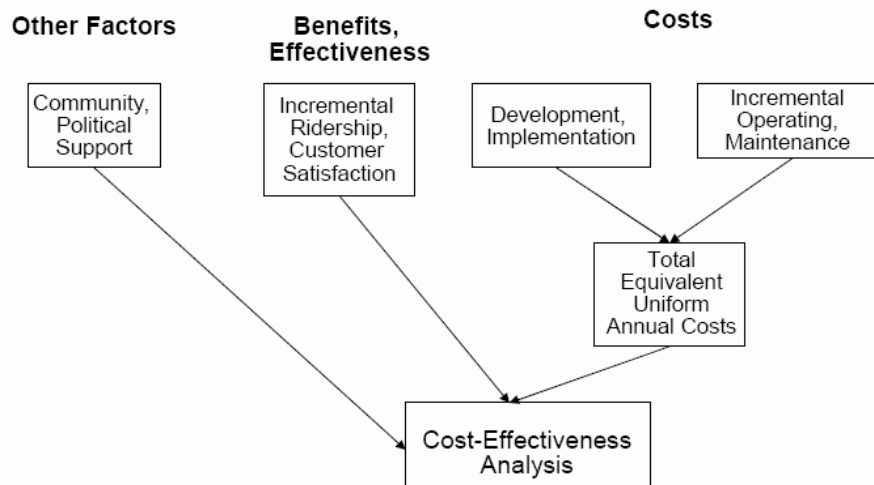 Other Factors
Benefits,
Effectiveness
Costs
Community,
Political
Support
Incremental
Ridership,
Customer
Satisfaction
Development,
Implementation
Incremental
Operating,
Maintenance
Total
Equivalent
Uniform
Annual Costs
Cost-Effectiveness
Analysis